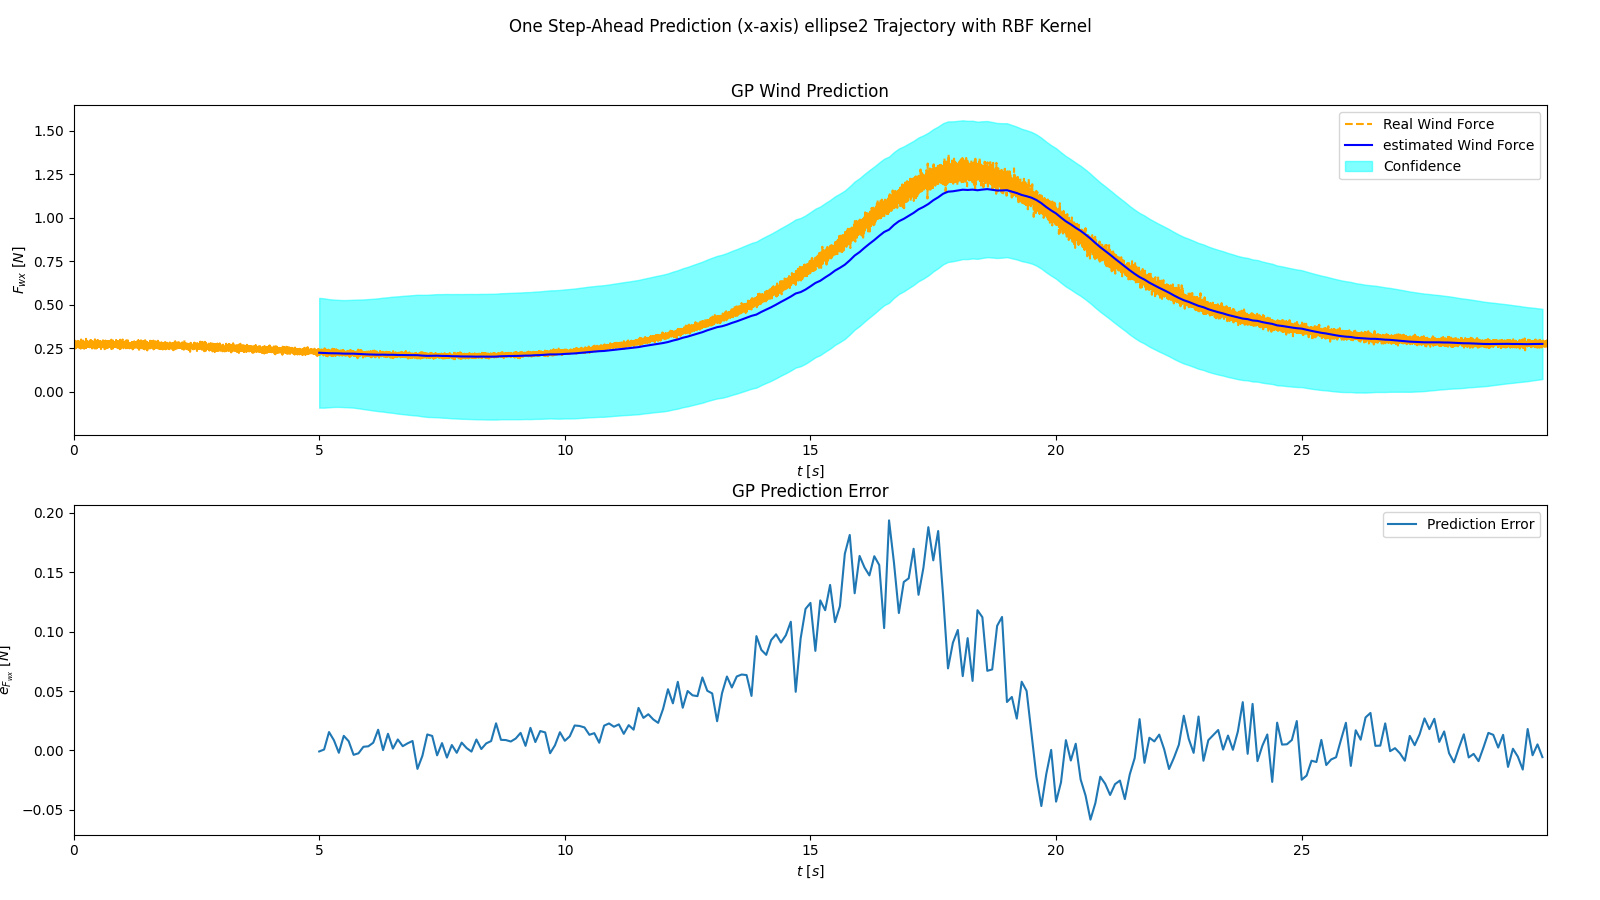 One Step-Ahead Prediction (x-axis) ellipse2 Trajectory with RBF Kernel
GP Wind Prediction
Real Wind Force
estimated Wind Force
Confidence
F_wx [N]
1.50
1.25
1.00
0.75
0.50
0.25
0.00
0 5 10 15 20 25
t [s]
GP Prediction Error
Prediction Error
e_F_wx [N]
0.20
0.15
0.10
0.05
0.00
−0.05
0 5 10 15 20 25
t [s]